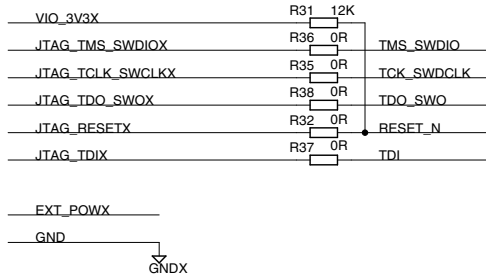 VIO_3V3X R31 12K
JTAG_TMS_SWDIOX R36 0R TMS_SWDIO
JTAG_TCLK_SWCLKX R35 0R TCK_SWDCLK
JTAG_TDO_SWOX R38 0R TDO_SWO
JTAG_RESETX R32 0R RESET_N
JTAG_TDIX R37 0R TDI
EXT_POWX
GND
GNDX